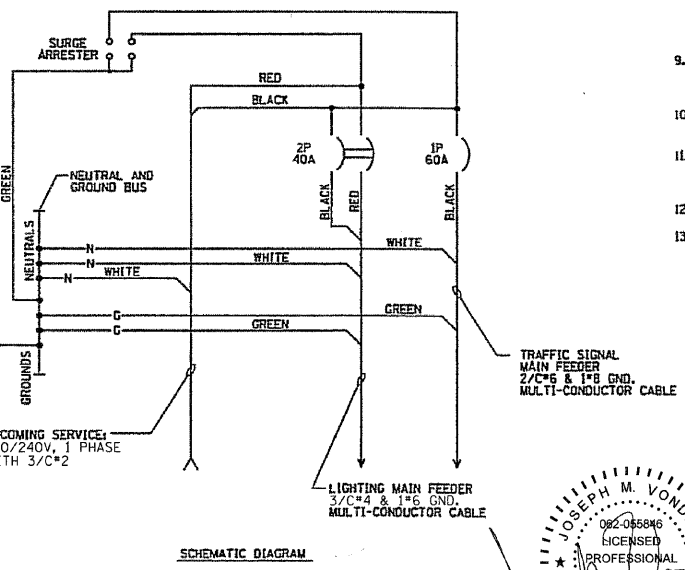 SURGE
ARRESTER
RED
BLACK
2P
40A
1P
60A
GREEN
NEUTRAL AND
GROUND BUS
BLACK
RED
BLACK
NEUTRALS
N
WHITE
N
WHITE
N
WHITE
G
GREEN
G
GREEN
GROUNDS
TRAFFIC SIGNAL
MAIN FEEDER
2/C#6 & 1#8 GND.
MULTI-CONDUCTOR CABLE
COMING SERVICE:
0/240V, 1 PHASE
TH 3/C#2
LIGHTING MAIN FEEDER
3/C#4 & 1#6 GND.
MULTI-CONDUCTOR CABLE
SCHEMATIC DIAGRAM
9.
10
11.
12
13
JOSEPH M. VOND
062-055846
LICENSED
PROFESSIONAL